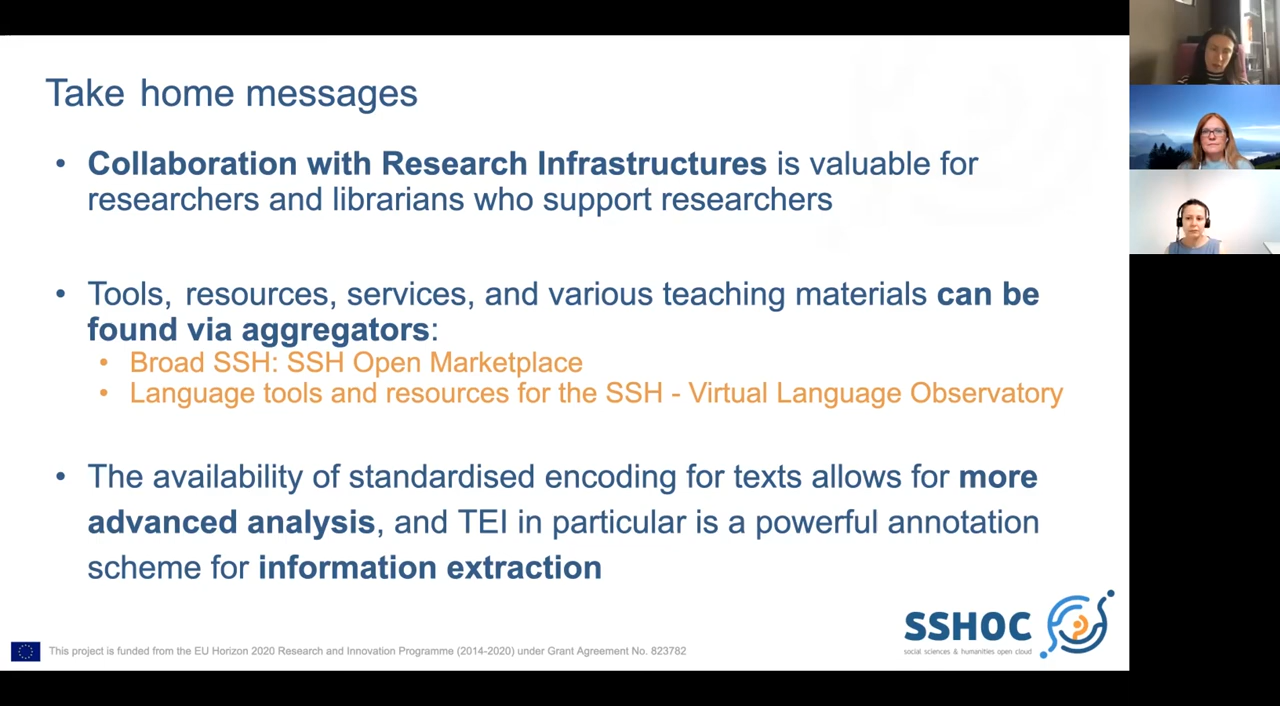 Take home messages
• Collaboration with Research Infrastructures is valuable for
researchers and librarians who support researchers
• Tools, resources, services, and various teaching materials can be
found via aggregators:
• Broad SSH: SSH Open Marketplace
• Language tools and resources for the SSH - Virtual Language Observatory
• The availability of standardised encoding for texts allows for more
advanced analysis, and TEI in particular is a powerful annotation
scheme for information extraction
SSHOC
social sciences & humanities open cloud
This project is funded from the EU Horizon 2020 Research and Innovation Programme (2014-2020) under Grant Agreement No. 823782